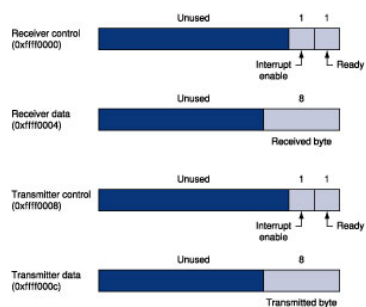 Unused 1 1
Receiver control
(0xffff0000)
Interrupt Ready
enable
Unused 8
Receiver data
(0xffff0004)
Received byte
Unused 1 1
Transmitter control
(0xffff0008)
Interrupt Ready
enable
Unused 8
Transmitter data
(0xffff000c)
Transmitted byte